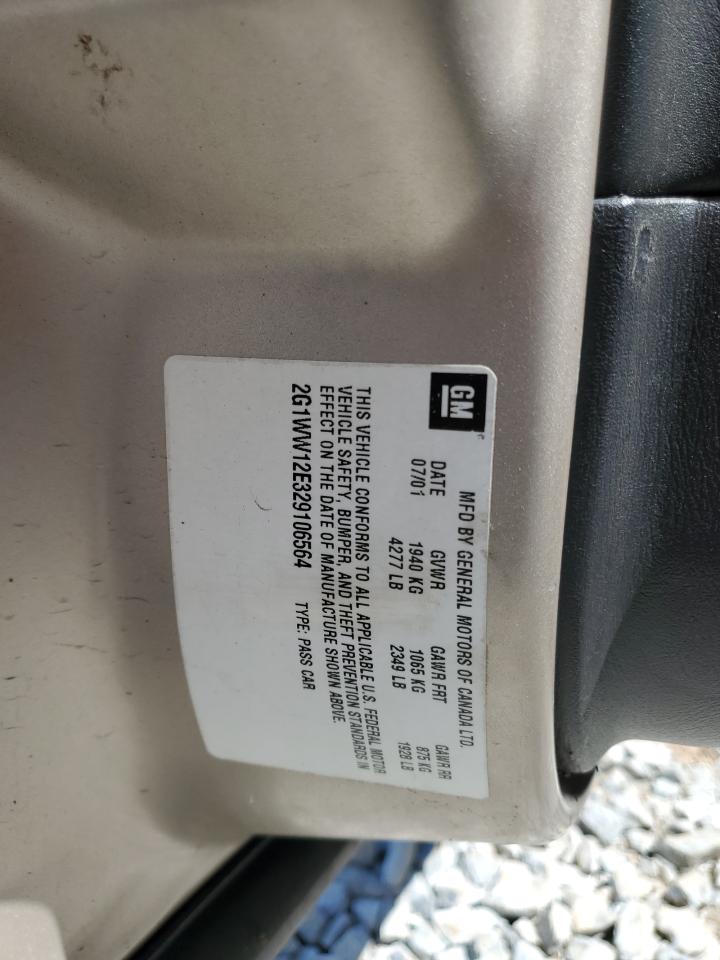 GM
MFD BY GENERAL MOTORS OF CANADA LTD.
DATE GVWR GAWR FRT GAWR RR
07/01 1940 KG 1065 KG 875 KG
4277 LB 2349 LB 1928 LB
THIS VEHICLE CONFORMS TO ALL APPLICABLE U.S. FEDERAL MOTOR
VEHICLE SAFETY, BUMPER, AND THEFT PREVENTION STANDARDS IN
EFFECT ON THE DATE OF MANUFACTURE SHOWN ABOVE.
2G1WW12E329106564 TYPE: PASS CAR